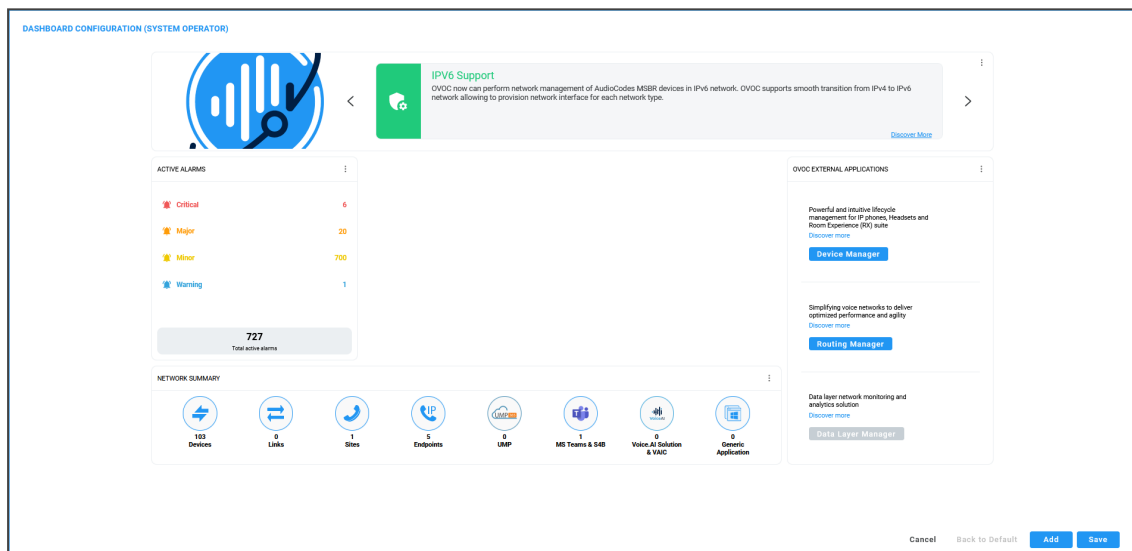 DASHBOARD CONFIGURATION (SYSTEM OPERATOR)
IPV6 Support
OVOC now can perform network management of AudioCodes MSBR devices in IPv6 network. OVOC supports smooth transition from IPv4 to IPv6
network allowing to provision network interface for each network type.
Discover More
ACTIVE ALARMS
Critical 6
Major 20
Minor 700
Warning 1
727
Total active alarms
OVOC EXTERNAL APPLICATIONS
Powerful and intuitive lifecycle
management for IP phones, Headsets and
Room Experience (RX) suite
Discover more
Device Manager
Simplifying voice networks to deliver
optimized performance and agility
Discover more
Routing Manager
Data layer network monitoring and
analytics solution
Discover more
Data Layer Manager
NETWORK SUMMARY
IP
UMP
103
Devices
0
Links
1
Sites
5
Endpoints
0
UMP
1
MS Teams & S4B
0
Voice.AI Solution
& VAIC
0
Generic
Application
Cancel
Back to Default
Add
Save